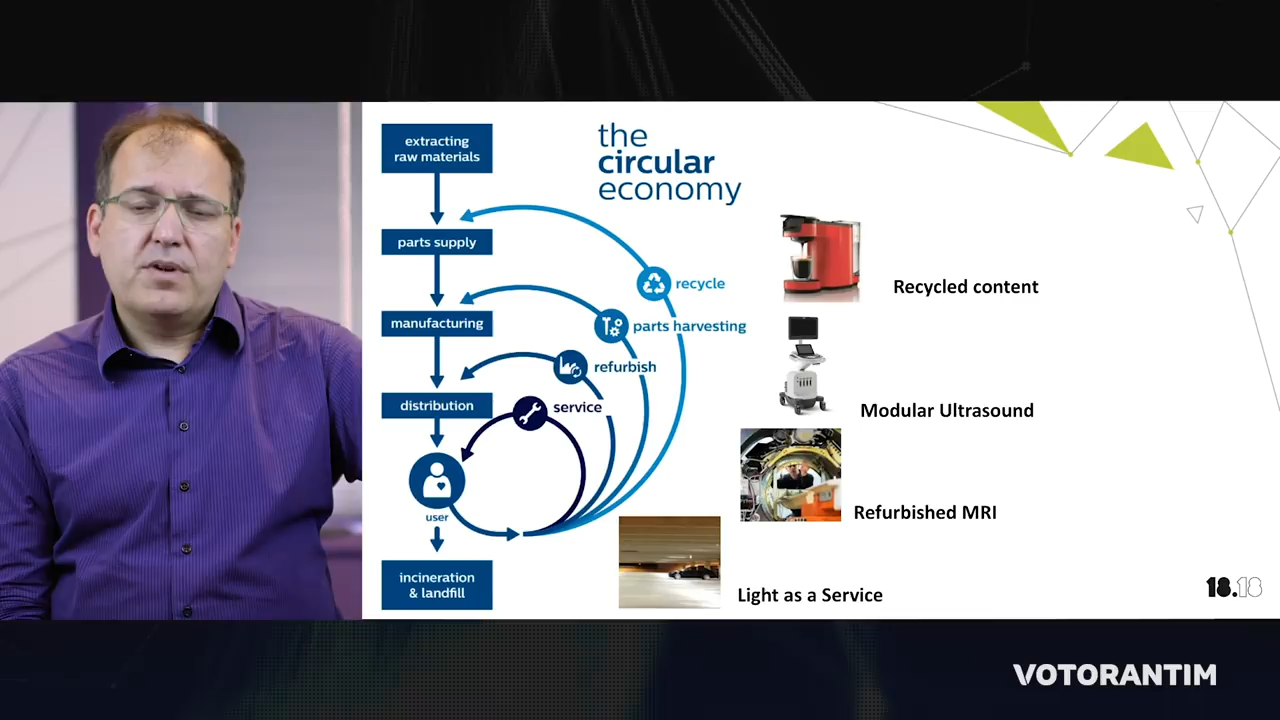 the
circular
economy
extracting
raw materials
parts supply
manufacturing
distribution
user
incineration
& landfill
recycle
parts harvesting
refurbish
service
Recycled content
Modular Ultrasound
Refurbished MRI
Light as a Service
18.18
VOTORANTIM